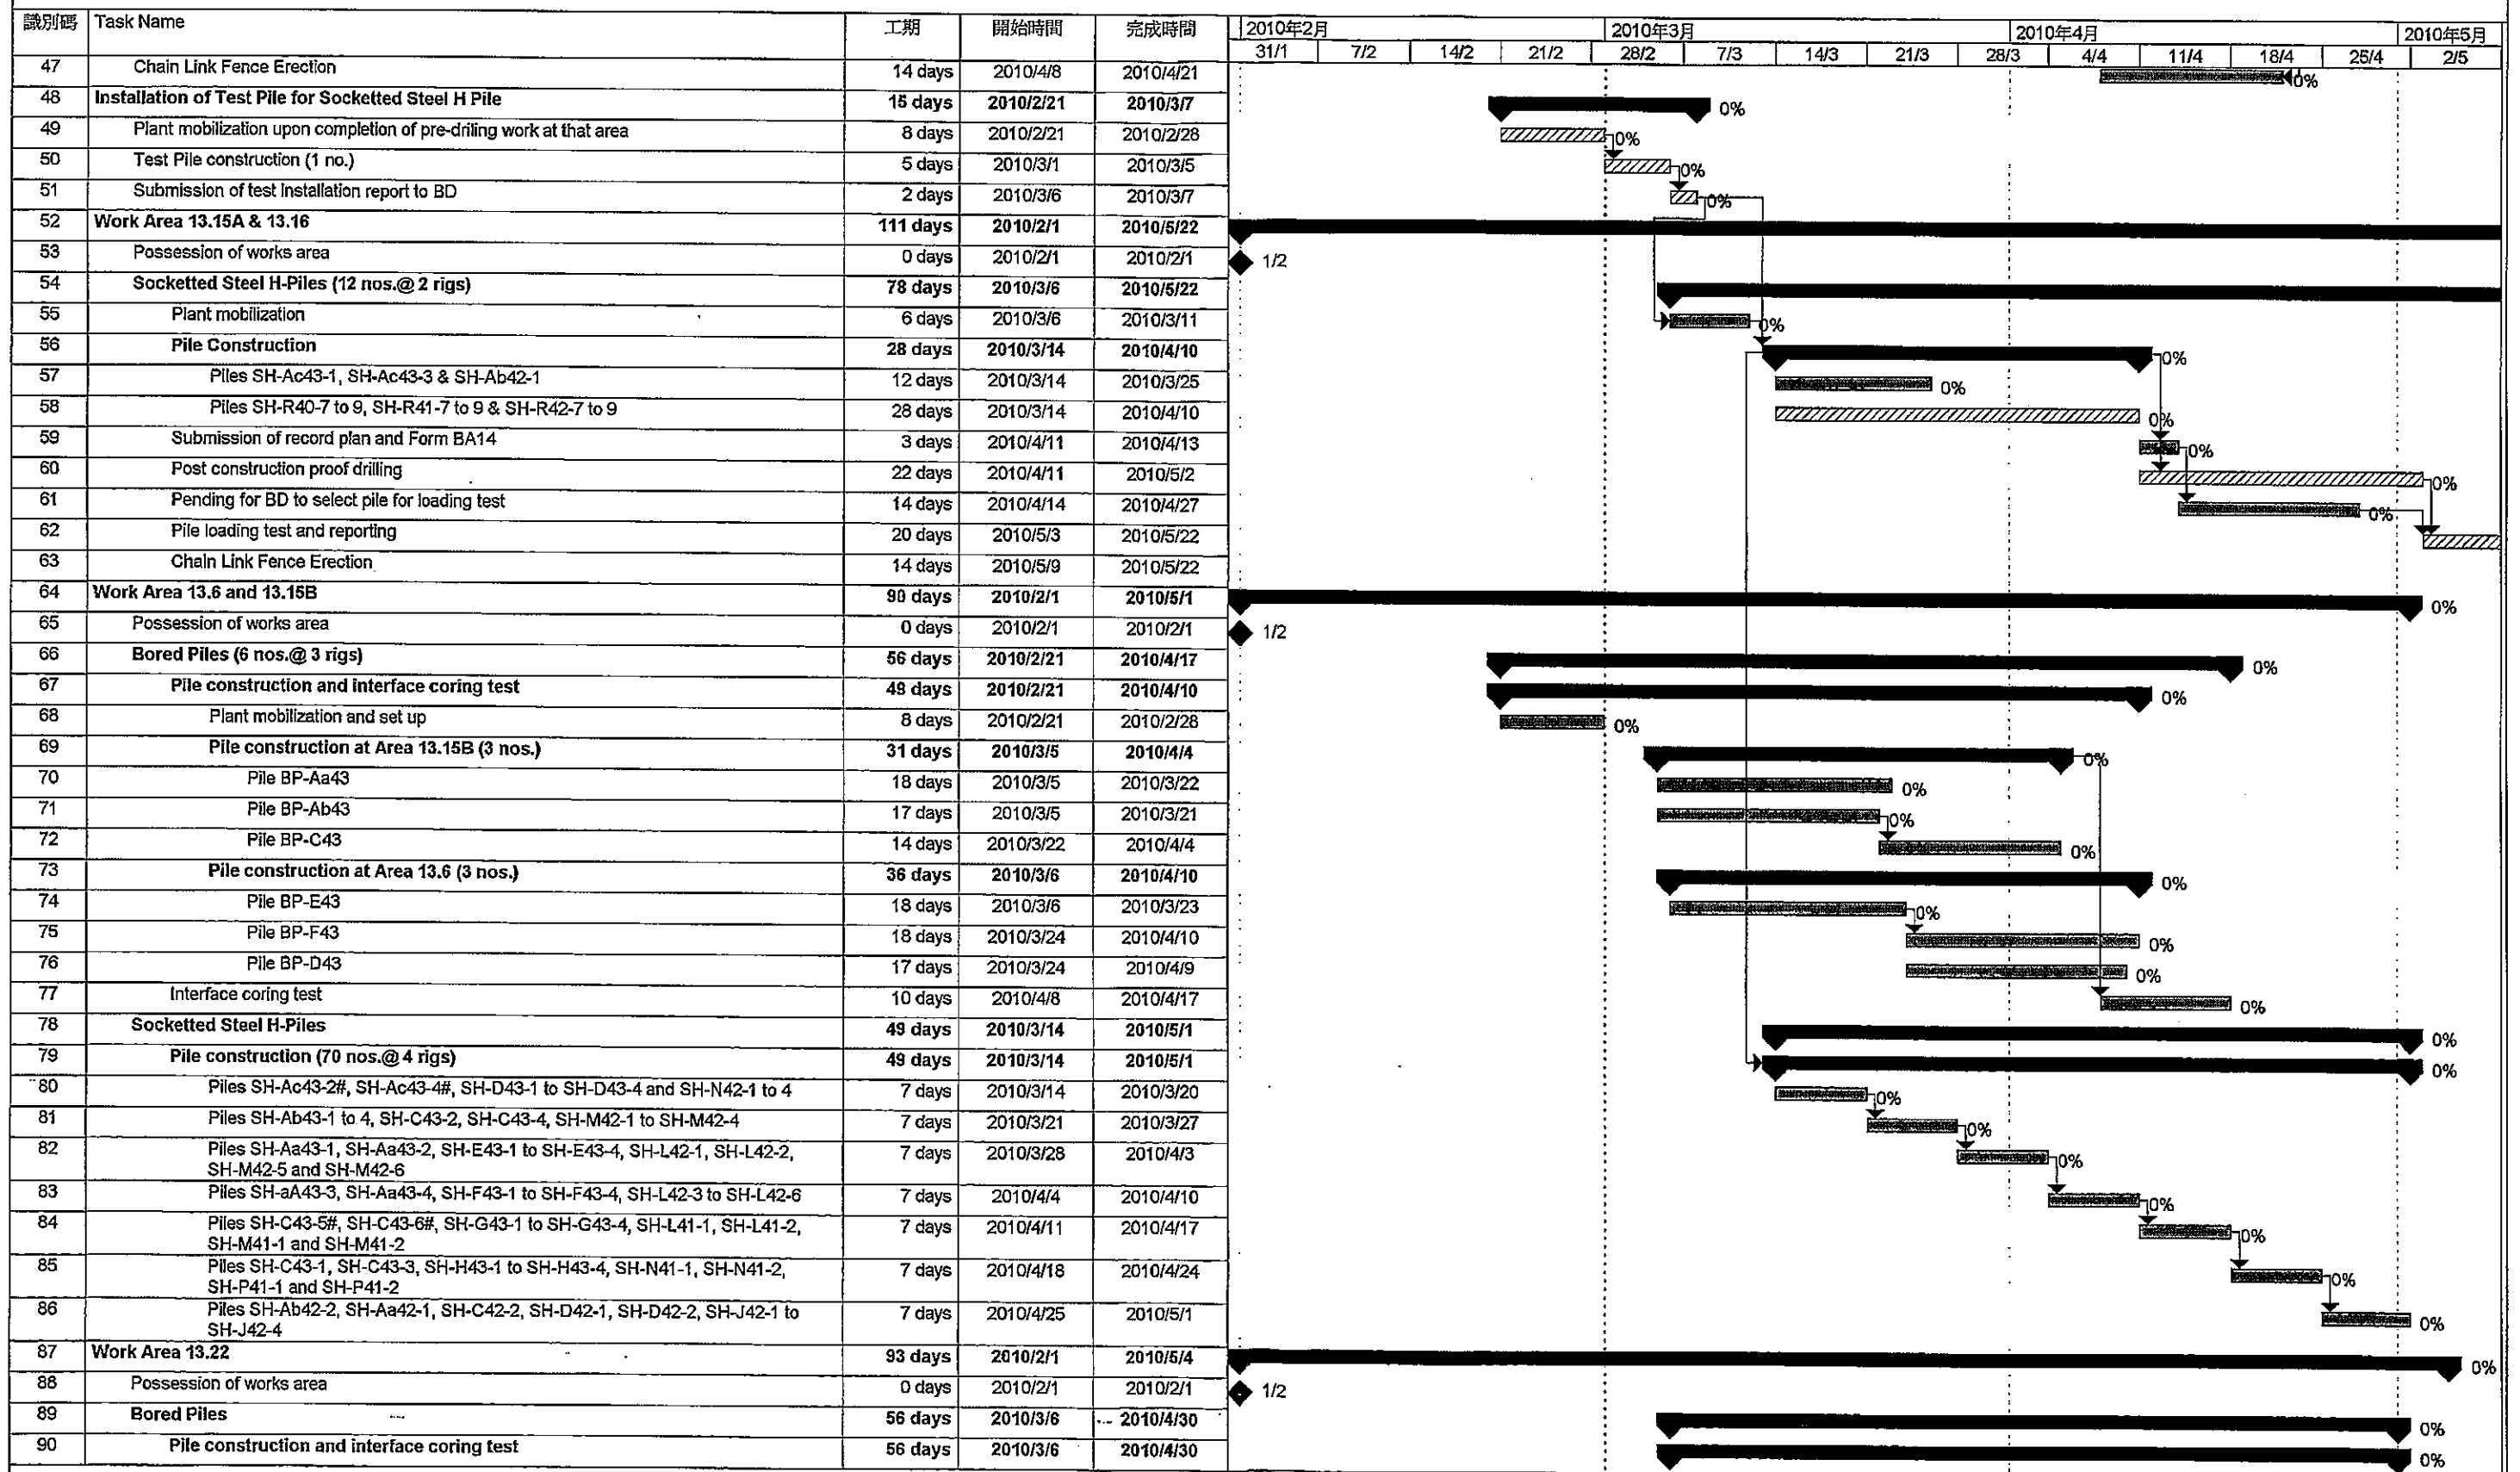 識別碼 Task Name 工期 開始時間 完成時間 2010年2月 2010年3月 2010年4月 2010年5月
31/1 7/2 14/2 21/2 28/2 7/3 14/3 21/3 28/3 4/4 11/4 18/4 25/4 2/5
47 Chain Link Fence Erection 14 days 2010/4/8 2010/4/21 0%
48 Installation of Test Pile for Socketted Steel H Pile 15 days 2010/2/21 2010/3/7 0%
49 Plant mobilization upon completion of pre-driling work at that area 8 days 2010/2/21 2010/2/28 0%
50 Test Pile construction (1 no.) 5 days 2010/3/1 2010/3/5 0%
51 Submission of test installation report to BD 2 days 2010/3/6 2010/3/7 0%
52 Work Area 13.15A & 13.16 111 days 2010/2/1 2010/5/22
53 Possession of works area 0 days 2010/2/1 2010/2/1 1/2
54 Socketted Steel H-Piles (12 nos.@ 2 rigs) 78 days 2010/3/6 2010/5/22
55 Plant mobilization 6 days 2010/3/6 2010/3/11 0%
56 Pile Construction 28 days 2010/3/14 2010/4/10 0%
57 Piles SH-Ac43-1, SH-Ac43-3 & SH-Ab42-1 12 days 2010/3/14 2010/3/25 0%
58 Piles SH-R40-7 to 9, SH-R41-7 to 9 & SH-R42-7 to 9 28 days 2010/3/14 2010/4/10 0%
59 Submission of record plan and Form BA14 3 days 2010/4/11 2010/4/13 0%
60 Post construction proof drilling 22 days 2010/4/11 2010/5/2 0%
61 Pending for BD to select pile for loading test 14 days 2010/4/14 2010/4/27 0%
62 Pile loading test and reporting 20 days 2010/5/3 2010/5/22
63 Chain Link Fence Erection 14 days 2010/5/9 2010/5/22
64 Work Area 13.6 and 13.15B 90 days 2010/2/1 2010/5/1 0%
65 Possession of works area 0 days 2010/2/1 2010/2/1 1/2
66 Bored Piles (6 nos.@ 3 rigs) 56 days 2010/2/21 2010/4/17 0%
67 Pile construction and interface coring test 49 days 2010/2/21 2010/4/10 0%
68 Plant mobilization and set up 8 days 2010/2/21 2010/2/28 0%
69 Pile construction at Area 13.15B (3 nos.) 31 days 2010/3/5 2010/4/4 0%
70 Pile BP-Aa43 18 days 2010/3/5 2010/3/22 0%
71 Pile BP-Ab43 17 days 2010/3/5 2010/3/21 0%
72 Pile BP-C43 14 days 2010/3/22 2010/4/4 0%
73 Pile construction at Area 13.6 (3 nos.) 36 days 2010/3/6 2010/4/10 0%
74 Pile BP-E43 18 days 2010/3/6 2010/3/23 0%
75 Pile BP-F43 18 days 2010/3/24 2010/4/10 0%
76 Pile BP-D43 17 days 2010/3/24 2010/4/9 0%
77 Interface coring test 10 days 2010/4/8 2010/4/17 0%
78 Socketted Steel H-Piles 49 days 2010/3/14 2010/5/1 0%
79 Pile construction (70 nos.@ 4 rigs) 49 days 2010/3/14 2010/5/1 0%
80 Piles SH-Ac43-2#, SH-Ac43-4#, SH-D43-1 to SH-D43-4 and SH-N42-1 to 4 7 days 2010/3/14 2010/3/20 0%
81 Piles SH-Ab43-1 to 4, SH-C43-2, SH-C43-4, SH-M42-1 to SH-M42-4 7 days 2010/3/21 2010/3/27 0%
82 Piles SH-Aa43-1, SH-Aa43-2, SH-E43-1 to SH-E43-4, SH-L42-1, SH-L42-2, 7 days 2010/3/28 2010/4/3 0%
SH-M42-5 and SH-M42-6
83 Piles SH-aA43-3, SH-Aa43-4, SH-F43-1 to SH-F43-4, SH-L42-3 to SH-L42-6 7 days 2010/4/4 2010/4/10 0%
84 Piles SH-C43-5#, SH-C43-6#, SH-G43-1 to SH-G43-4, SH-L41-1, SH-L41-2, 7 days 2010/4/11 2010/4/17 0%
SH-M41-1 and SH-M41-2
85 Piles SH-C43-1, SH-C43-3, SH-H43-1 to SH-H43-4, SH-N41-1, SH-N41-2, 7 days 2010/4/18 2010/4/24 0%
SH-P41-1 and SH-P41-2
86 Piles SH-Ab42-2, SH-Aa42-1, SH-C42-2, SH-D42-1, SH-D42-2, SH-J42-1 to 7 days 2010/4/25 2010/5/1 0%
SH-J42-4
87 Work Area 13.22 93 days 2010/2/1 2010/5/4 0%
88 Possession of works area 0 days 2010/2/1 2010/2/1 1/2
89 Bored Piles 56 days 2010/3/6 2010/4/30 0%
90 Pile construction and interface coring test 56 days 2010/3/6 2010/4/30 0%